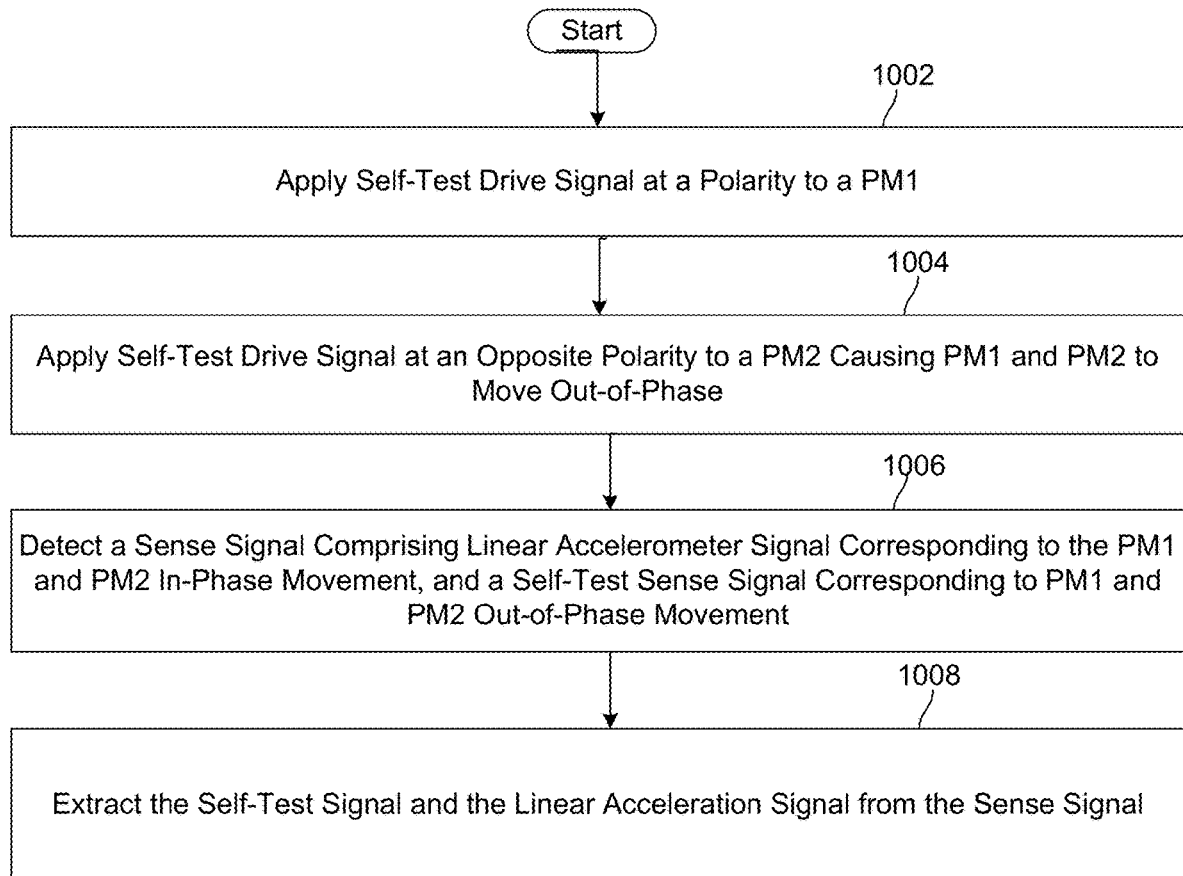 Start
1002
Apply Self-Test Drive Signal at a Polarity to a PM1
1004
Apply Self-Test Drive Signal at an Opposite Polarity to a PM2 Causing PM1 and PM2 to
Move Out-of-Phase
1006
Detect a Sense Signal Comprising Linear Accelerometer Signal Corresponding to the PM1
and PM2 In-Phase Movement, and a Self-Test Sense Signal Corresponding to PM1 and
PM2 Out-of-Phase Movement
1008
Extract the Self-Test Signal and the Linear Acceleration Signal from the Sense Signal